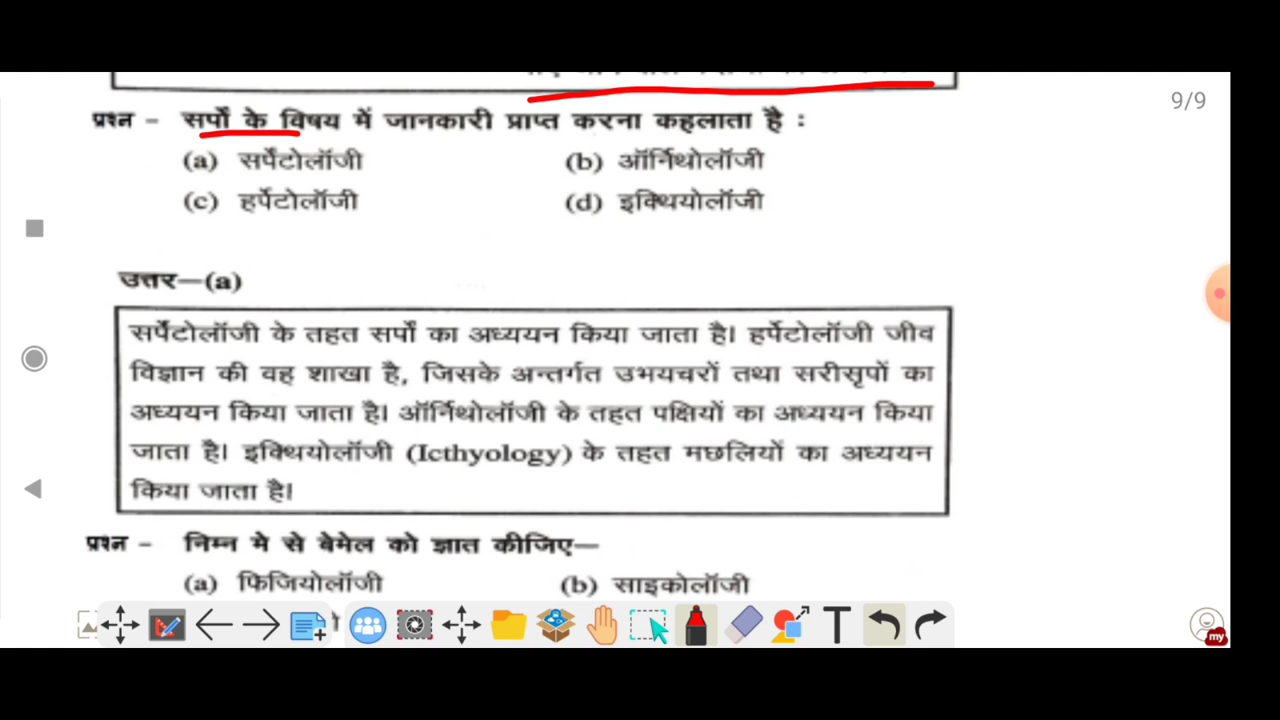 9/9
प्रश्न - सर्पों के विषय में जानकारी प्राप्त करना कहलाता है :
(a) सर्पेंटोलॉजी (b) ऑर्निथोलॉजी
(c) हर्पेटोलॉजी (d) इक्थियोलॉजी
उत्तर—(a)
सर्पेंटोलॉजी के तहत सर्पों का अध्ययन किया जाता है। हर्पेटोलॉजी जीव
विज्ञान की वह शाखा है, जिसके अन्तर्गत उभयचरों तथा सरीसृपों का
अध्ययन किया जाता है। ऑर्निथोलॉजी के तहत पक्षियों का अध्ययन किया
जाता है। इक्थियोलॉजी (Icthyology) के तहत मछलियों का अध्ययन
किया जाता है।
प्रश्न - निम्न मे से बेमेल को ज्ञात कीजिए—
(a) फिजियोलॉजी (b) साइकोलॉजी
T
my